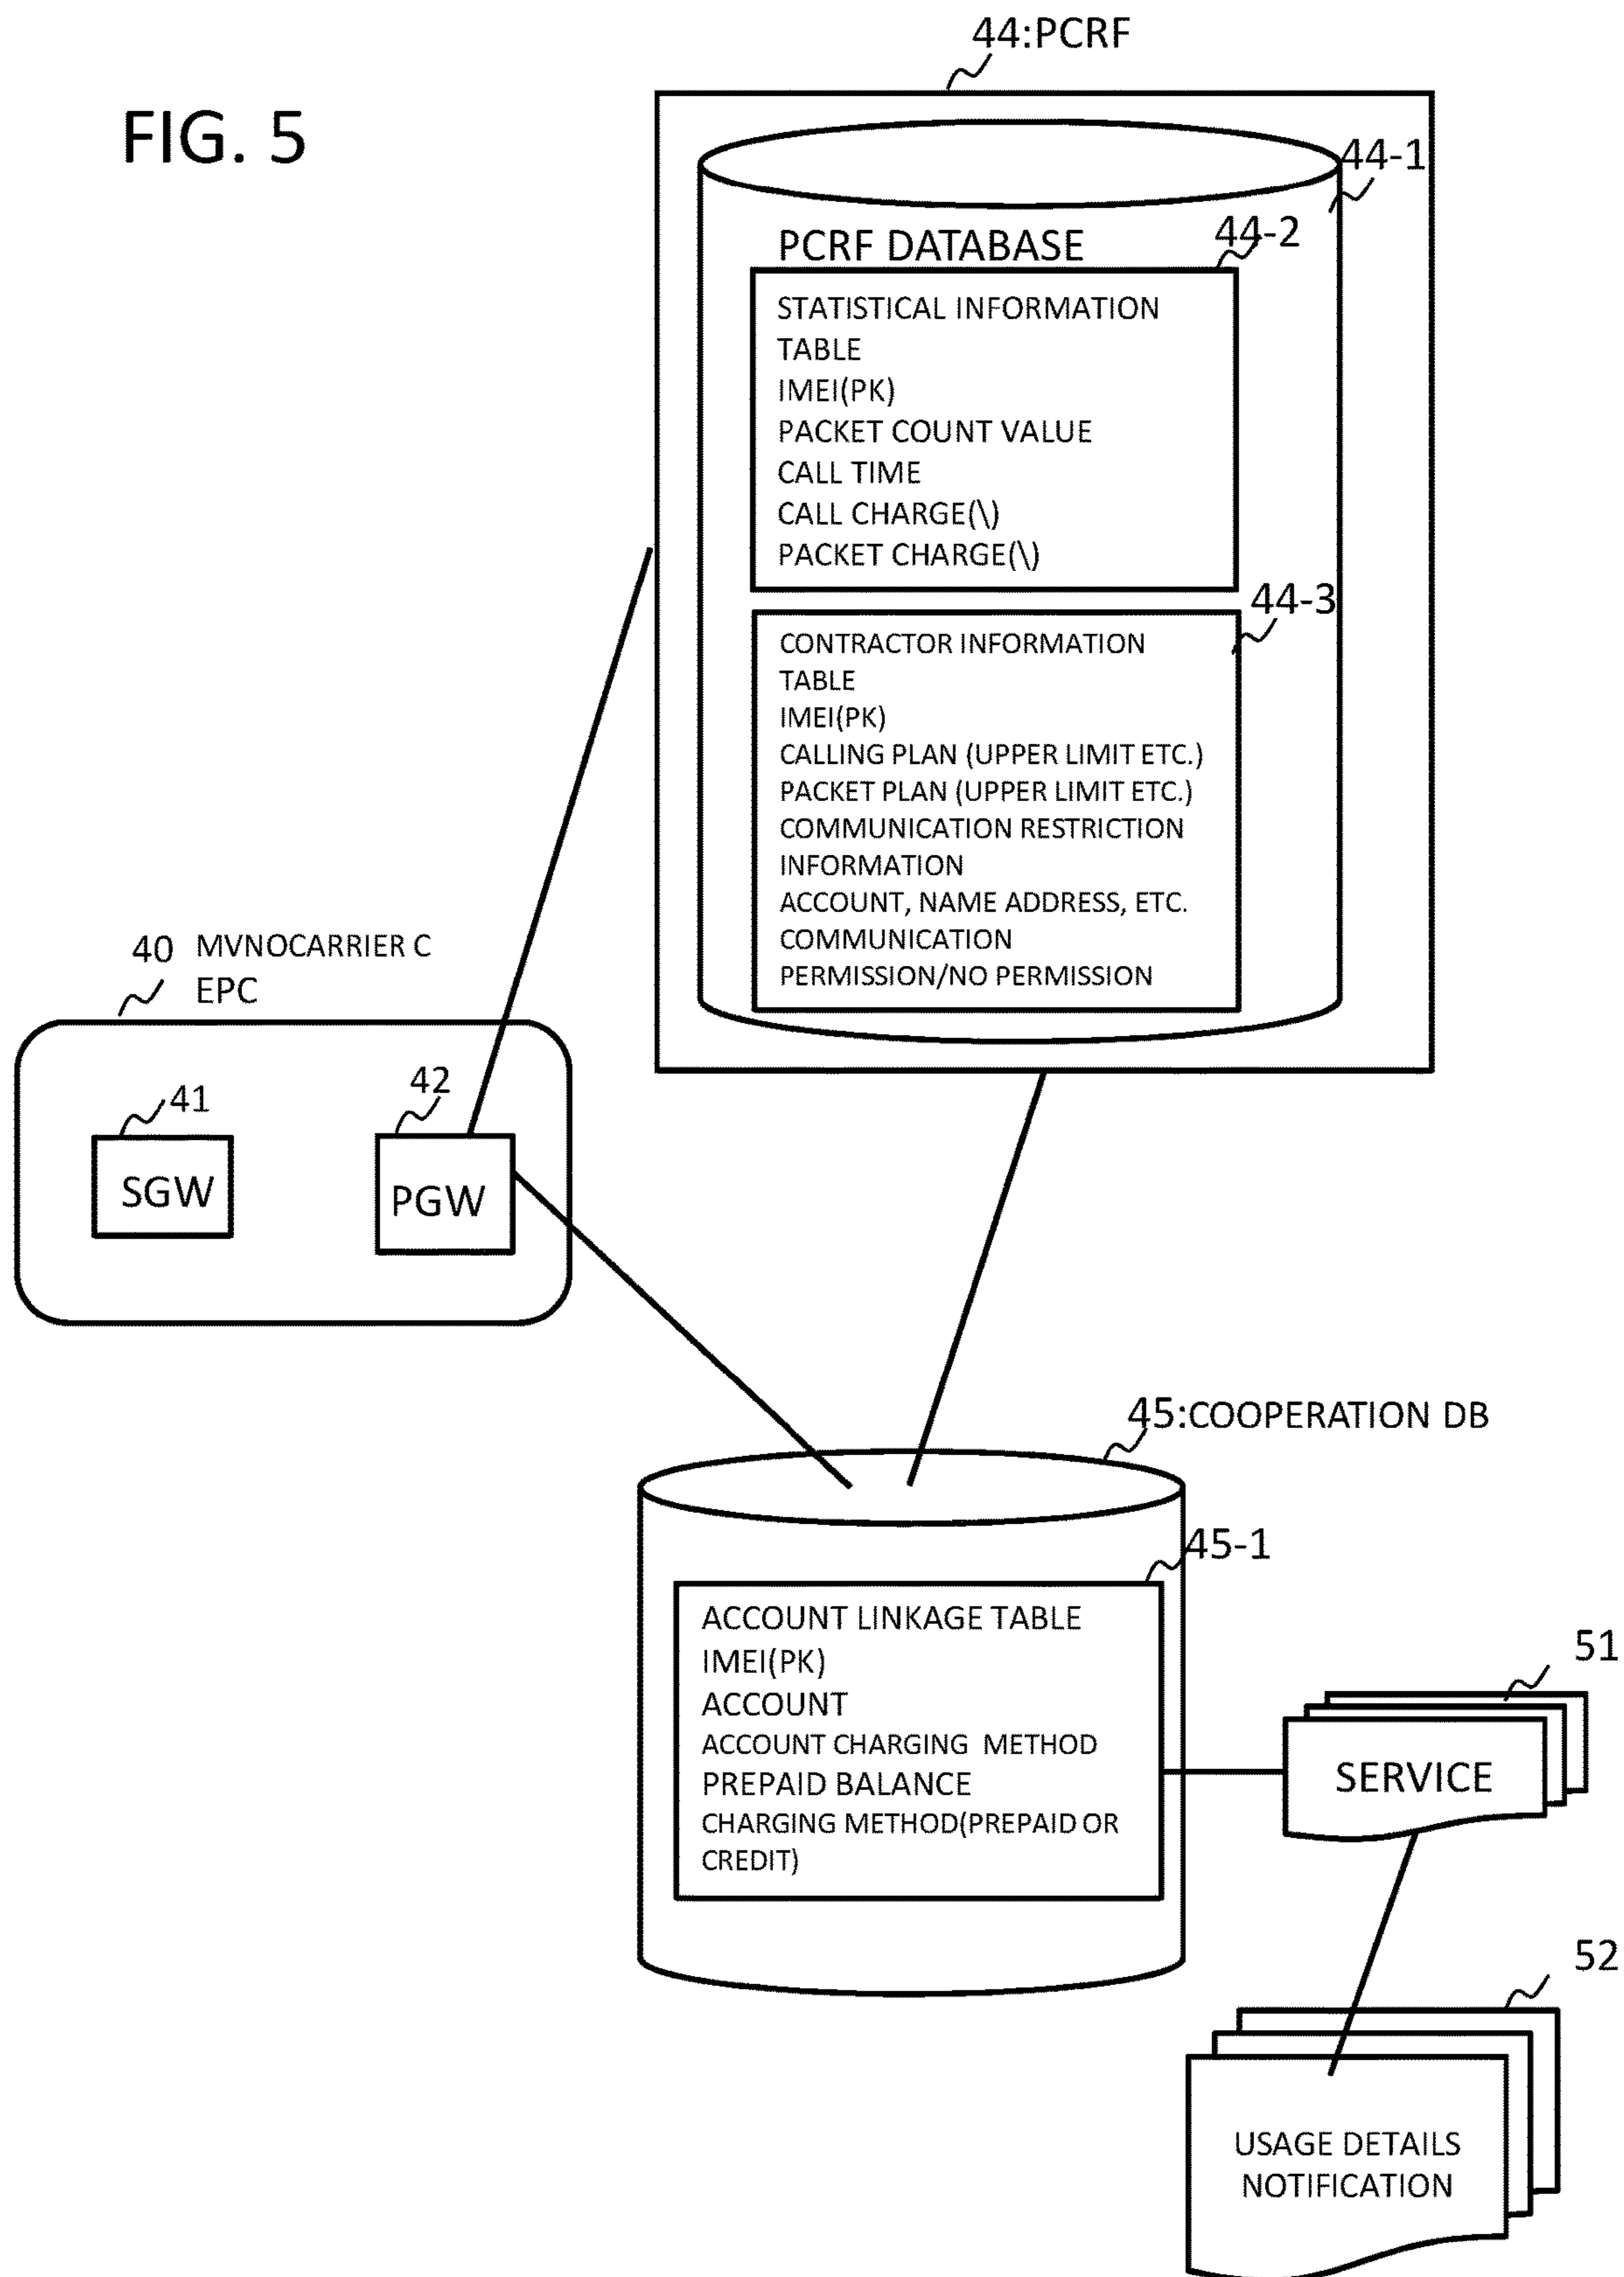 44:PCRF
FIG. 5
44-1
PCRF DATABASE
44-2
STATISTICAL INFORMATION
TABLE
IMEI(PK)
PACKET COUNT VALUE
CALL TIME
CALL CHARGE(\)
PACKET CHARGE(\)
44-3
CONTRACTOR INFORMATION
TABLE
IMEI(PK)
CALLING PLAN (UPPER LIMIT ETC.)
PACKET PLAN (UPPER LIMIT ETC.)
COMMUNICATION RESTRICTION
INFORMATION
ACCOUNT, NAME ADDRESS, ETC.
COMMUNICATION
PERMISSION/NO PERMISSION
40 MVNOCARRIER C
EPC
41
SGW
42
PGW
45:COOPERATION DB
45-1
ACCOUNT LINKAGE TABLE
IMEI(PK)
ACCOUNT
ACCOUNT CHARGING METHOD
PREPAID BALANCE
CHARGING METHOD(PREPAID OR
CREDIT)
51
SERVICE
52
USAGE DETAILS
NOTIFICATION